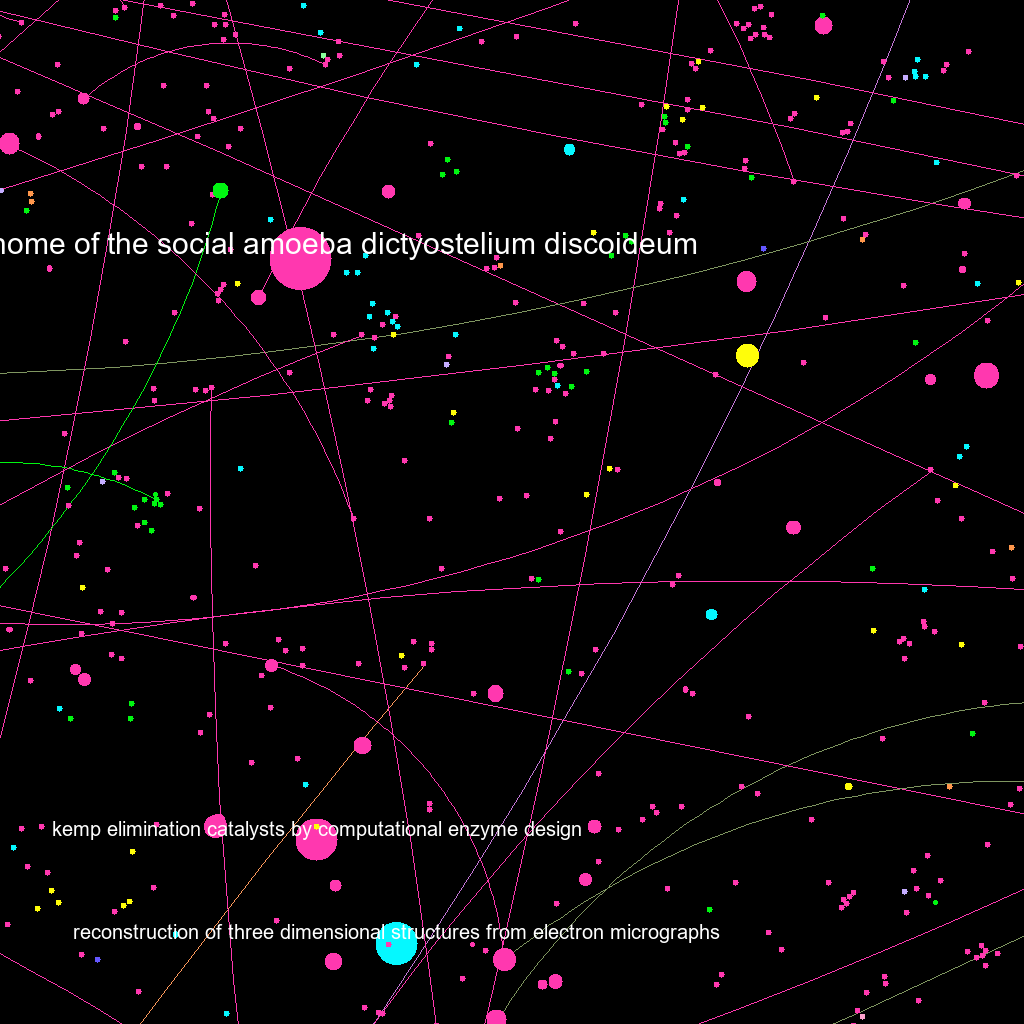 of the social amoeba dictyostelium discoideum
kemp elimination catalysts by computational enzyme design
reconstruction of three dimensional structures from electron micrographs